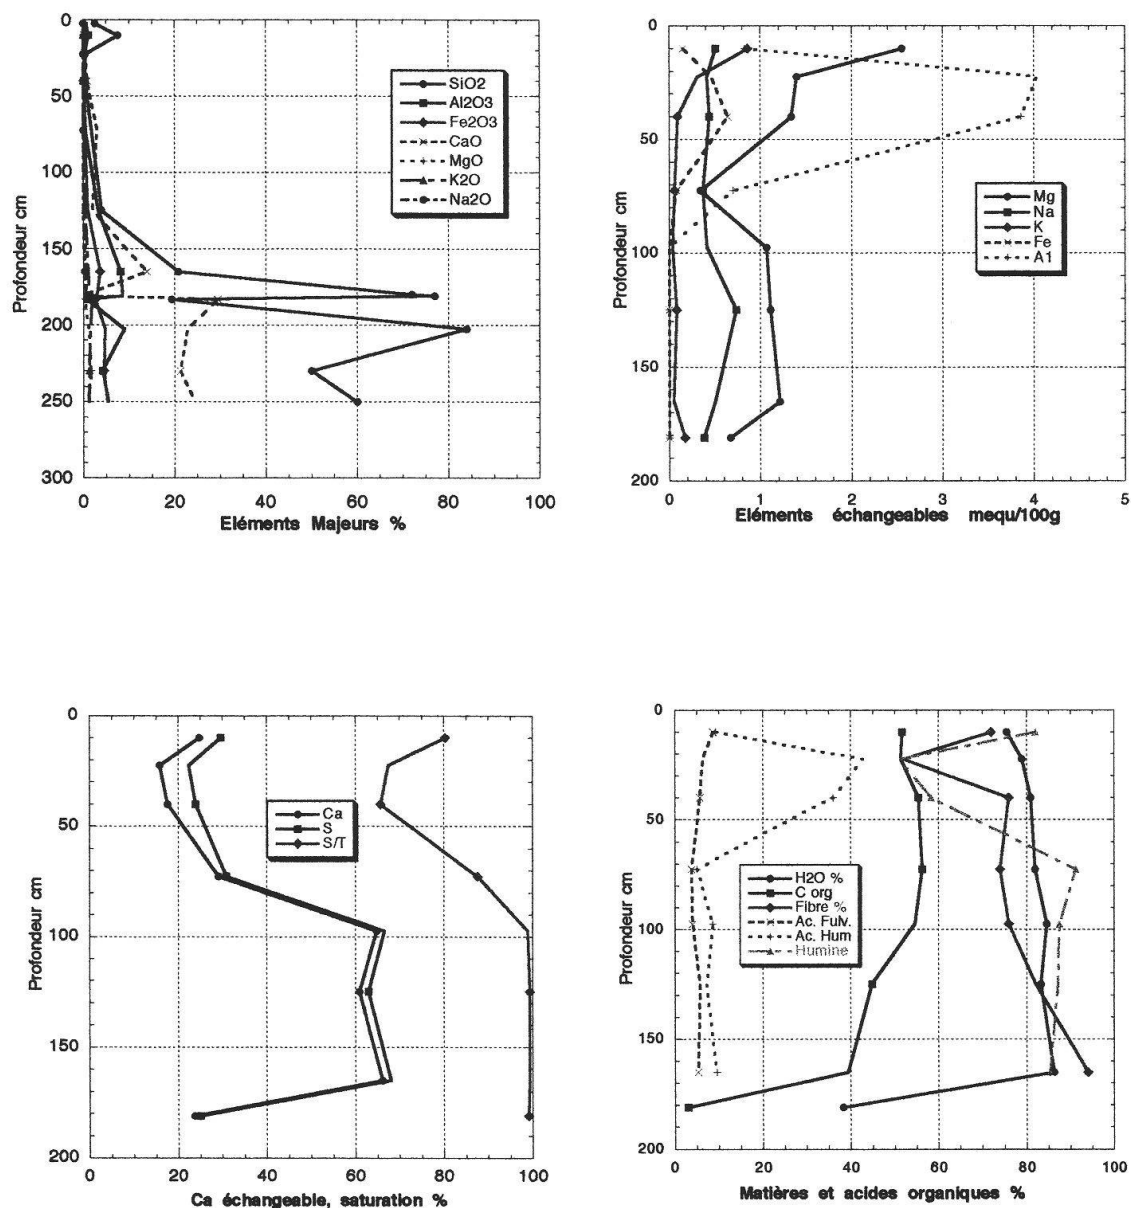 0
50
100
150
200
250
300
Profondeur cm
SiO2
Al2O3
Fe2O3
CaO
MgO
K2O
Na2O
0 20 40 60 80 100
Eléments Majeurs %
0
50
100
150
200
Profondeur cm
Mg
Na
K
Fe
A1
0 1 2 3 4 5
Eléments échangeables mequ/100g
0
50
100
150
200
Profondeur cm
Ca
S
S/T
0 20 40 60 80 100
Ca échangeable, saturation %
0
50
100
150
200
Profondeur cm
H2O %
C org
Fibre %
Ac. Fulv.
Ac. Hum
Humine
0 20 40 60 80 100
Matières et acides organiques %